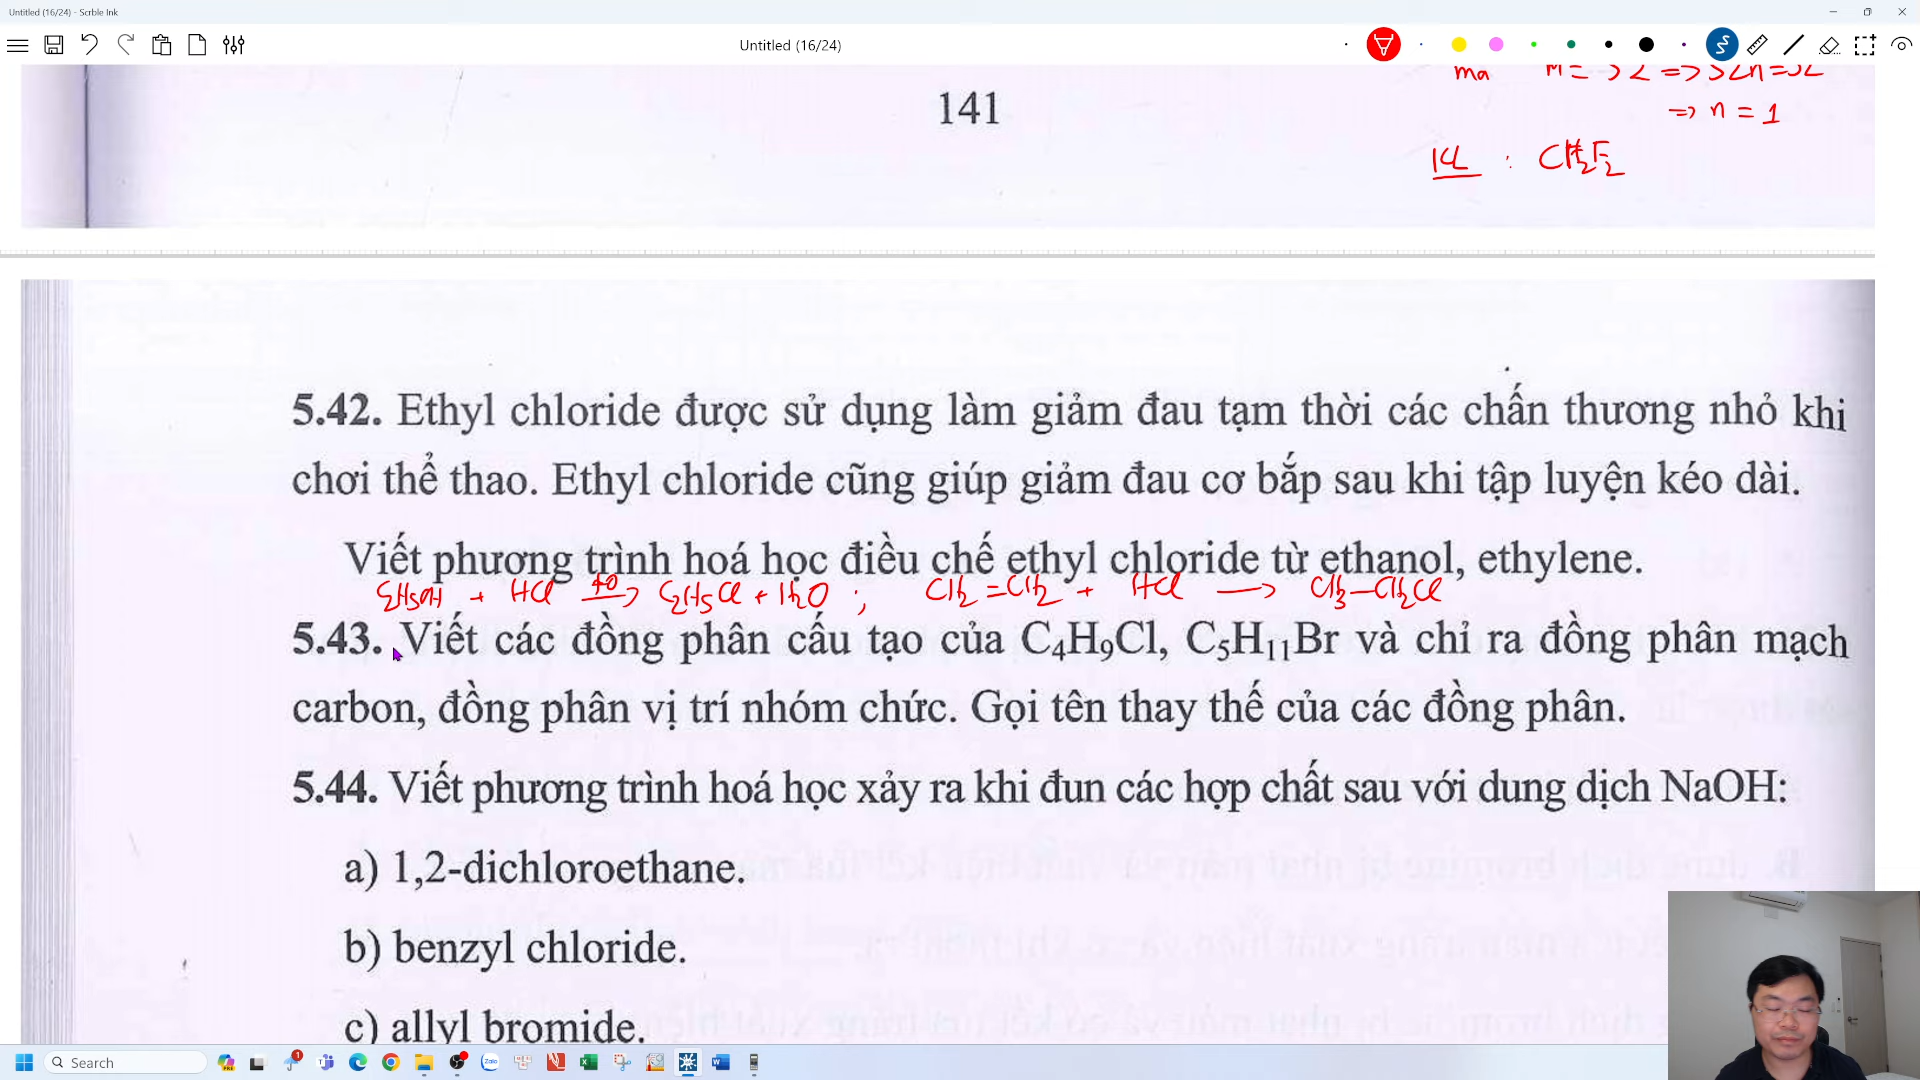 Untitled (16/24) - Scrble Ink
Untitled (16/24)
ma
=> n = 1
141
KL : CH₂F₂
5.42. Ethyl chloride được sử dụng làm giảm đau tạm thời các chấn thương nhỏ khi
chơi thể thao. Ethyl chloride cũng giúp giảm đau cơ bắp sau khi tập luyện kéo dài.
Viết phương trình hoá học điều chế ethyl chloride từ ethanol, ethylene.
C₂H₅OH + HCl t° → C₂H₅Cl + H₂O ; CH₂ = CH₂ + HCl → CH₃ – CH₂Cl
5.43. Viết các đồng phân cấu tạo của C₄H₉Cl, C₅H₁₁Br và chỉ ra đồng phân mạch
carbon, đồng phân vị trí nhóm chức. Gọi tên thay thế của các đồng phân.
5.44. Viết phương trình hoá học xảy ra khi đun các hợp chất sau với dung dịch NaOH:
a) 1,2-dichloroethane.
b) benzyl chloride.
c) allyl bromide.
Search